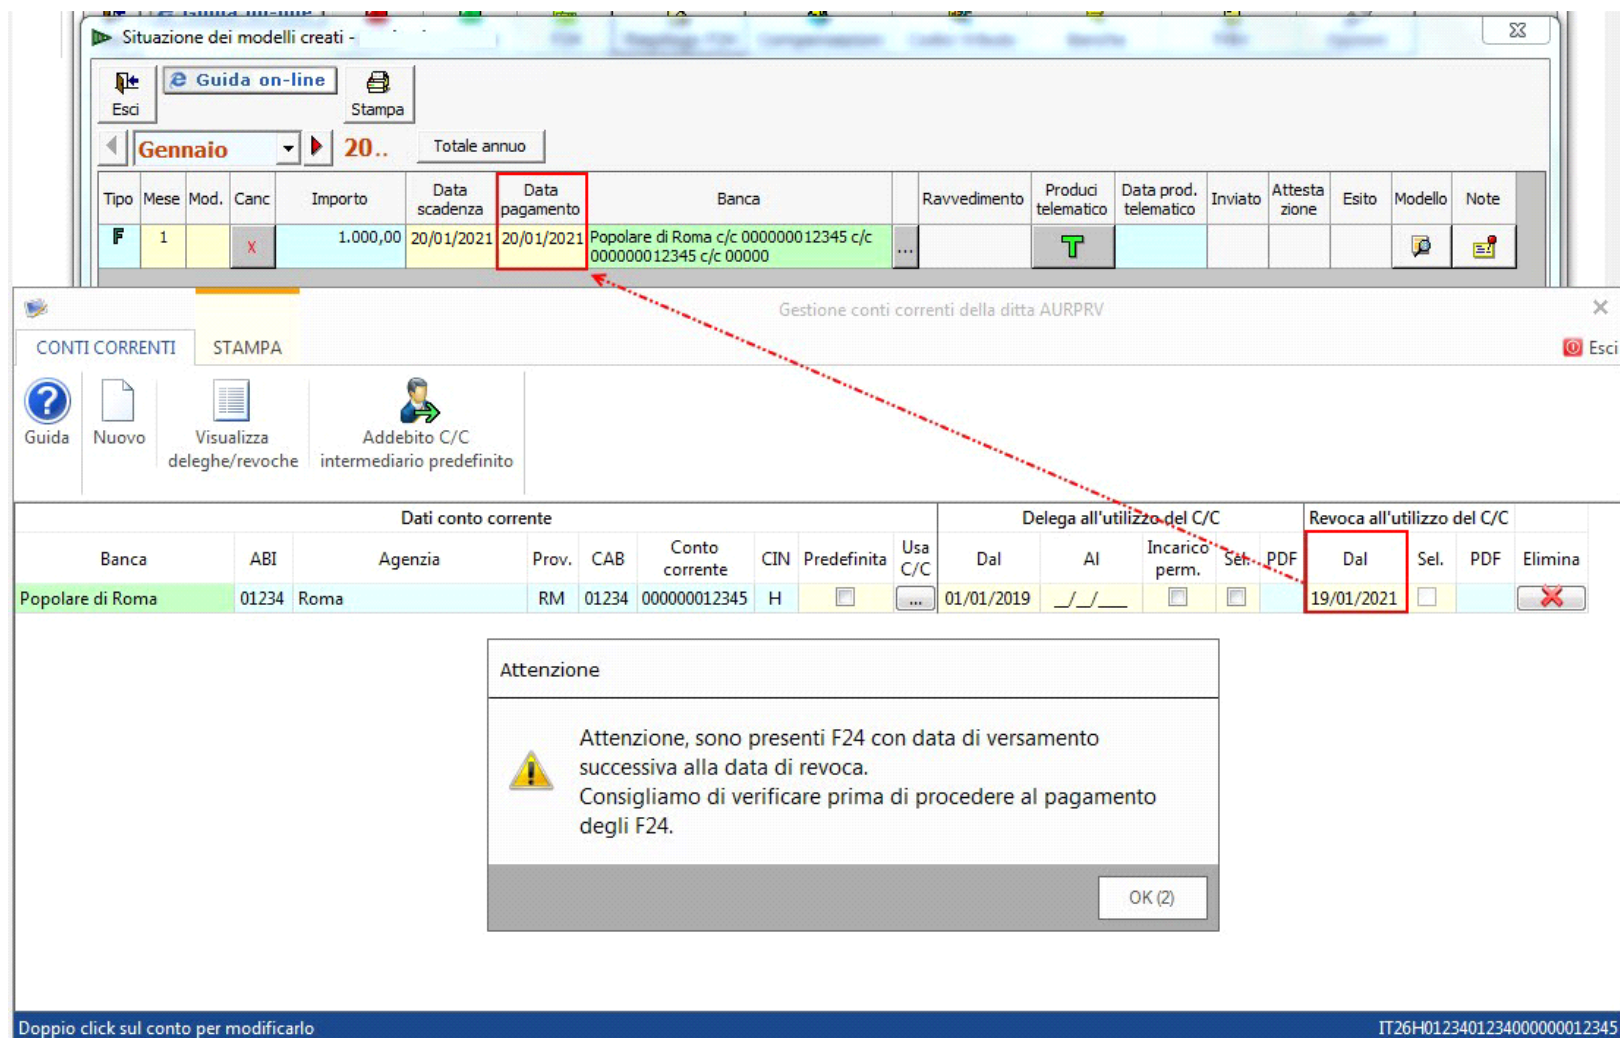 Situazione dei modelli creati -
Guida on-line
Esci
Stampa
Gennaio
20..
Totale annuo
Tipo Mese Mod. Canc Importo Data scadenza Data pagamento Banca Ravvedimento Produci telematico Data prod. telematico Inviato Attesta zione Esito Modello Note
F 1 X 1.000,00 20/01/2021 20/01/2021 Popolare di Roma c/c 000000012345 c/c ... T
000000012345 c/c 00000
Gestione conti correnti della ditta AURPRV
CONTI CORRENTI STAMPA
Esci
Guida
Nuovo
Visualizza
deleghe/revoche
Addebito C/C
intermediario predefinito
Dati conto corrente Delega all'utilizzo del C/C Revoca all'utilizzo del C/C
Banca ABI Agenzia Prov. CAB Conto corrente CIN Predefinita Usa C/C Dal Al Incarico perm. Sel. PDF Dal Sel. PDF Elimina
Popolare di Roma 01234 Roma RM 01234 000000012345 H ... 01/01/2019 __/__/____ 19/01/2021
Attenzione
Attenzione, sono presenti F24 con data di versamento
successiva alla data di revoca.
Consigliamo di verificare prima di procedere al pagamento
degli F24.
OK (2)
Doppio click sul conto per modificarlo
IT26H0123401234000000012345